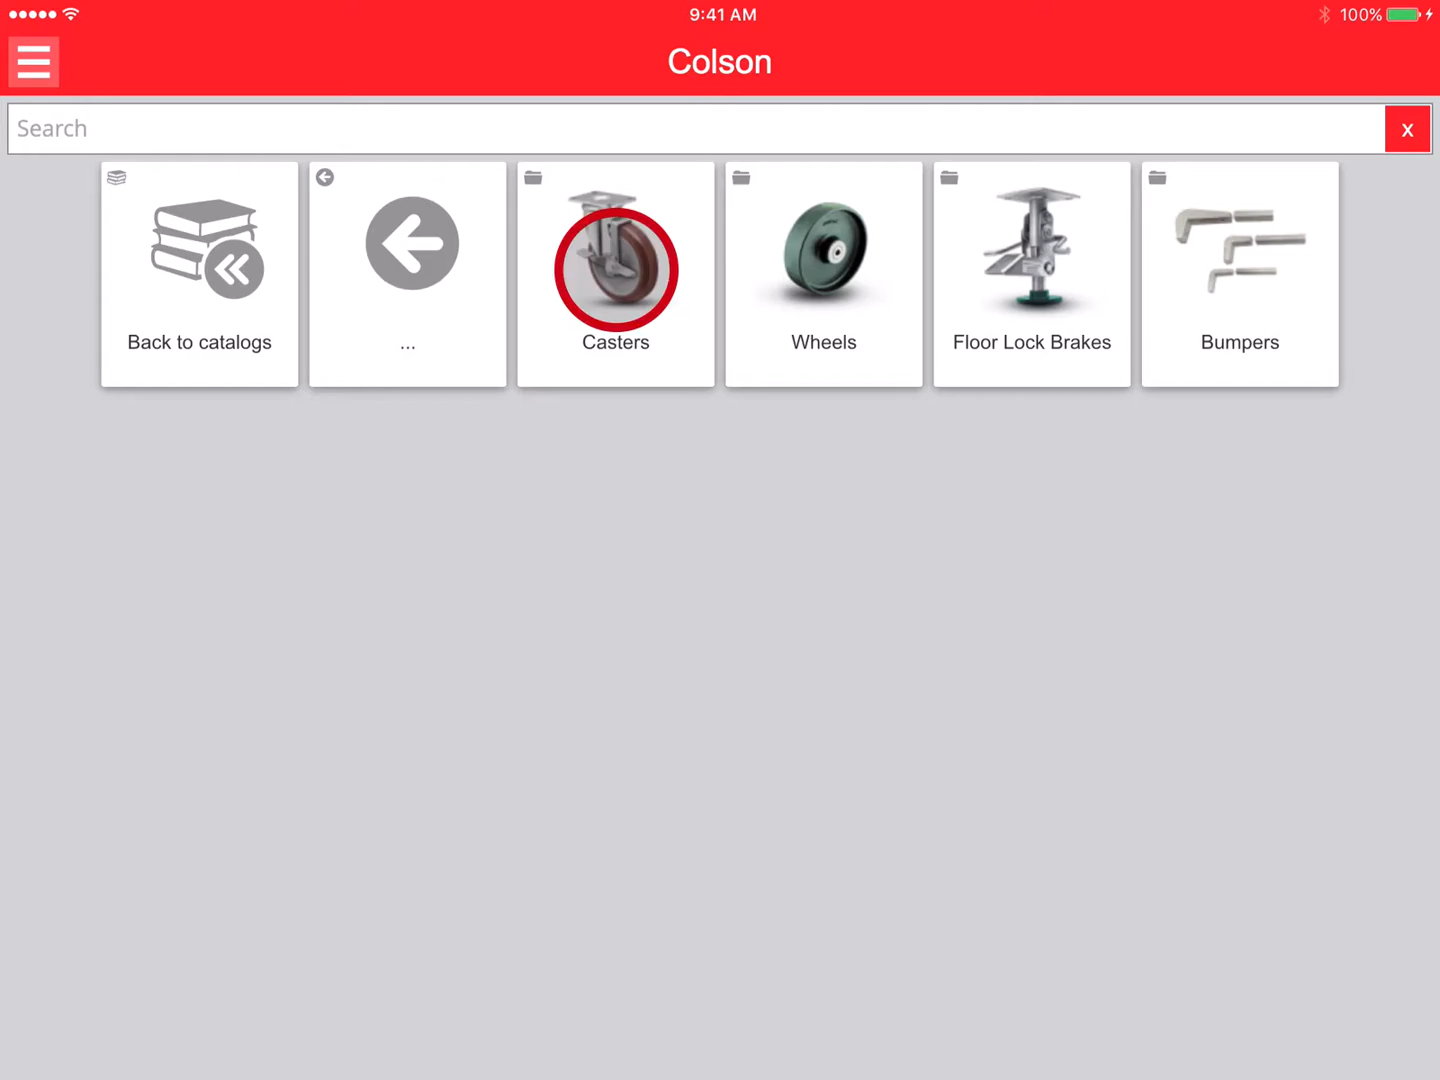 9:41 AM
100%
Colson
Search
x
Back to catalogs
...
Casters
Wheels
Floor Lock Brakes
Bumpers